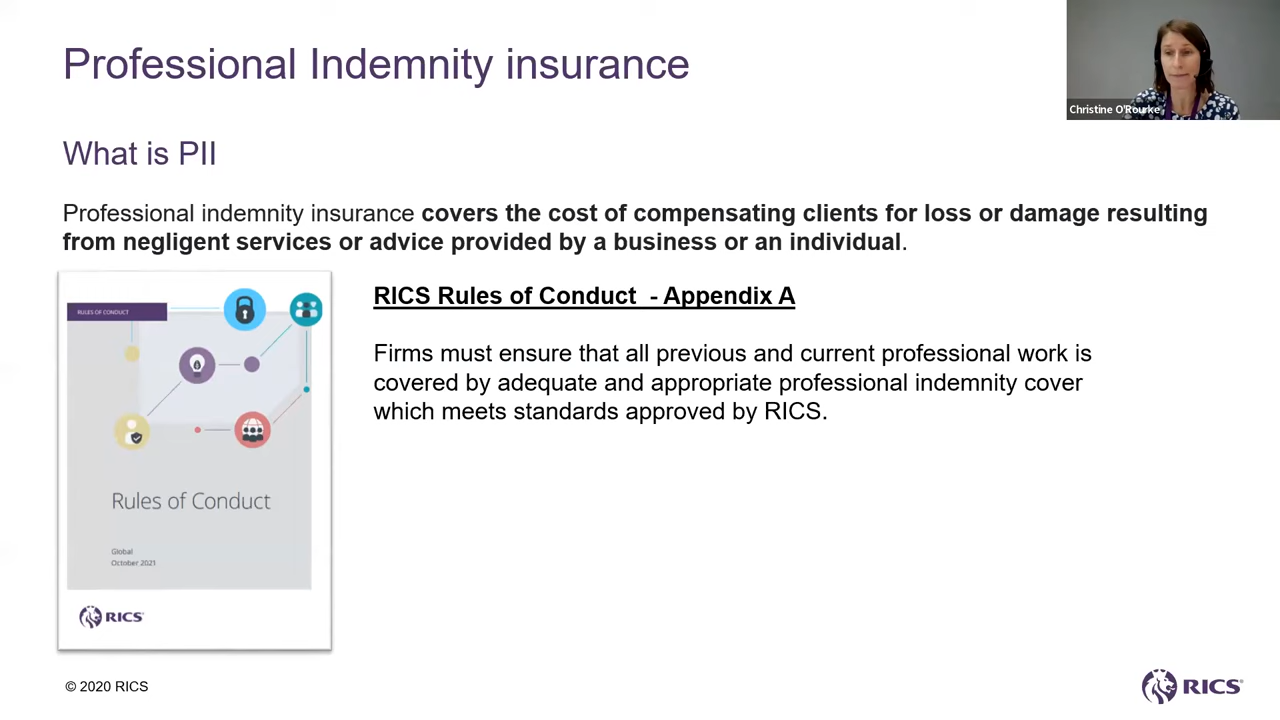 Professional Indemnity insurance
Christine O'Rourke
What is PII
Professional indemnity insurance covers the cost of compensating clients for loss or damage resulting
from negligent services or advice provided by a business or an individual.
RULES OF CONDUCT
Rules of Conduct
Global
October 2021
RICS
RICS Rules of Conduct - Appendix A
Firms must ensure that all previous and current professional work is
covered by adequate and appropriate professional indemnity cover
which meets standards approved by RICS.
© 2020 RICS
RICS